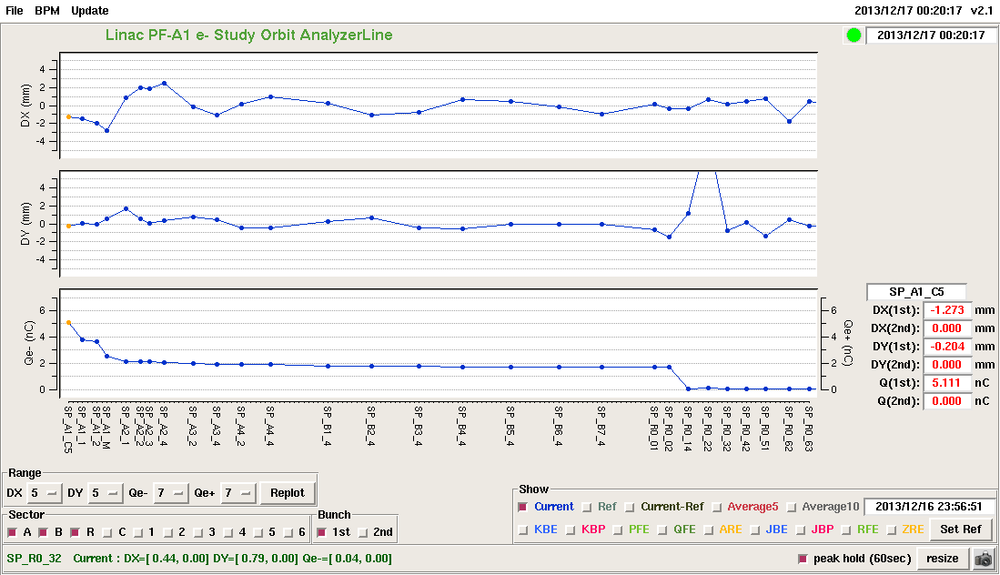 File BPM Update 2013/12/17 00:20:17 v2.1
Linac PF-A1 e- Study Orbit AnalyzerLine
2013/12/17 00:20:17
DX (mm)
4
2
0
-2
-4
DY (mm)
4
2
0
-2
-4
Qe- (nC)
6
4
2
0
6
4
2
0
Qe+ (nC)
SP_A1_C5
SP_A1_1
SP_A1_2
SP_A1_M
SP_A2_1
SP_A2_2
SP_A2_3
SP_A2_4
SP_A3_2
SP_A3_4
SP_A4_2
SP_A4_4
SP_B1_4
SP_B2_4
SP_B3_4
SP_B4_4
SP_B5_4
SP_B6_4
SP_B7_4
SP_R0_01
SP_R0_02
SP_R0_14
SP_R0_22
SP_R0_32
SP_R0_42
SP_R0_51
SP_R0_62
SP_R0_63
SP_A1_C5
DX(1st): -1.273 mm
DX(2nd): 0.000 mm
DY(1st): -0.204 mm
DY(2nd): 0.000 mm
Q(1st): 5.111 nC
Q(2nd): 0.000 nC
Range
DX 5 DY 5 Qe- 7 Qe+ 7 Replot
Sector
A B R C 1 2 3 4 5 6
Bunch
1st 2nd
Show
Current Ref Current-Ref Average5 Average10 2013/12/16 23:56:51
KBE KBP PFE QFE ARE JBE JBP RFE ZRE Set Ref
SP_R0_32 Current : DX=[ 0.44, 0.00] DY=[ 0.79, 0.00] Qe-=[ 0.04, 0.00]
peak hold (60sec) resize